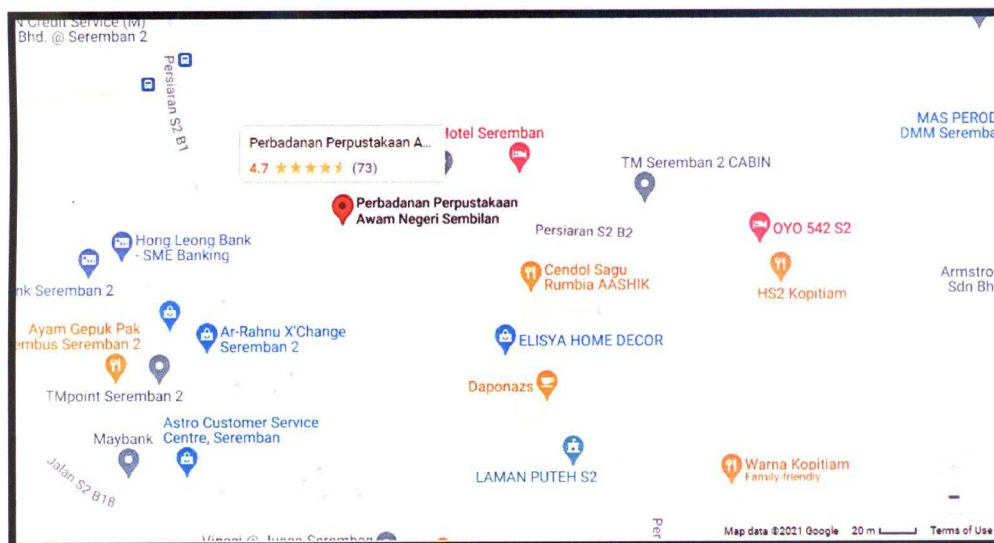 Credit Service (M)
Bhd. @ Seremban 2
Persiaran S2 B1
Perbadanan Perpustakaan A...
4.7 (73)
Hotel Seremban
TM Seremban 2 CABIN
MAS PEROD
DMM Seremba
Perbadanan Perpustakaan
Awam Negeri Sembilan
Persiaran S2 B2
OYO 542 S2
Hong Leong Bank
- SME Banking
nk Seremban 2
Cendol Sagu
Rumbia AASHIK
HS2 Kopitiam
Armstro
Sdn Bh
Ayam Gepuk Pak
embus Seremban 2
Ar-Rahnu X'Change
Seremban 2
ELISYA HOME DECOR
TMpoint Seremban 2
Daponazs
Maybank
Astro Customer Service
Centre, Seremban
Jalan S2 B18
LAMAN PUTEH S2
Warna Kopitiam
Family-friendly
Per
Map data ©2021 Google 20 m Terms of Use